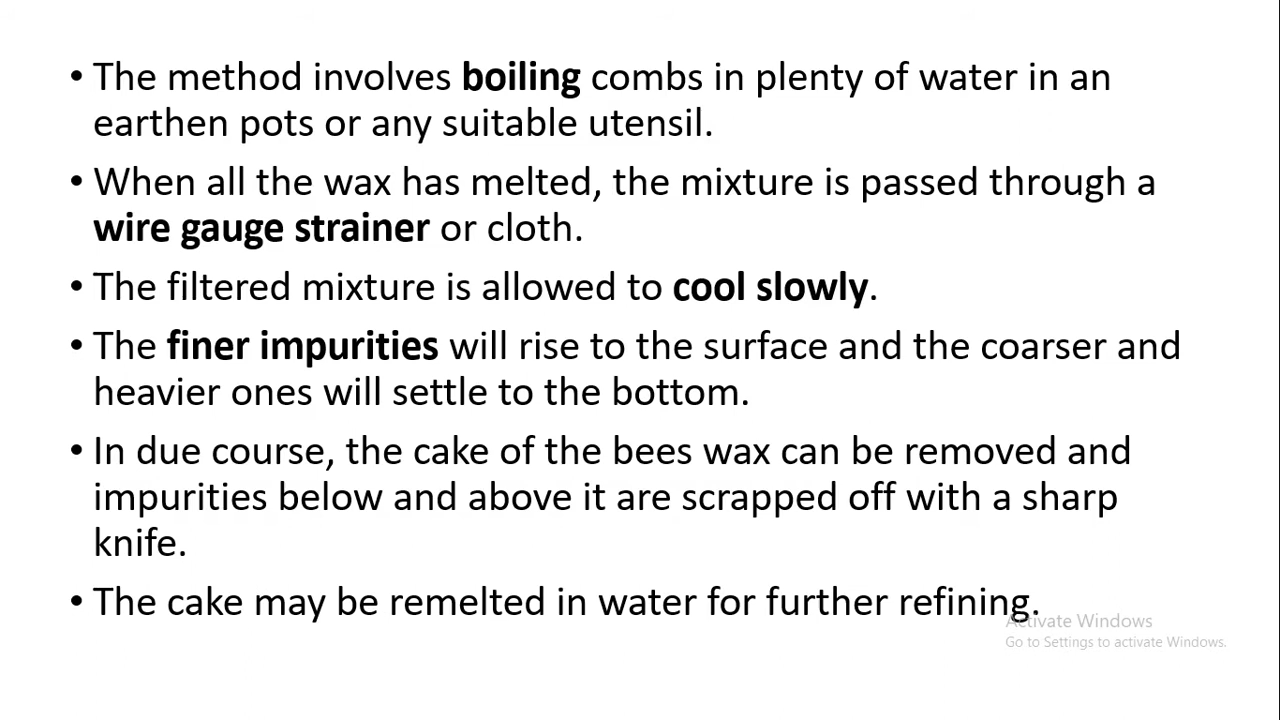 • The method involves boiling combs in plenty of water in an
earthen pots or any suitable utensil.
• When all the wax has melted, the mixture is passed through a
wire gauge strainer or cloth.
• The filtered mixture is allowed to cool slowly.
• The finer impurities will rise to the surface and the coarser and
heavier ones will settle to the bottom.
• In due course, the cake of the bees wax can be removed and
impurities below and above it are scrapped off with a sharp
knife.
• The cake may be remelted in water for further refining.
Activate Windows
Go to Settings to activate Windows.